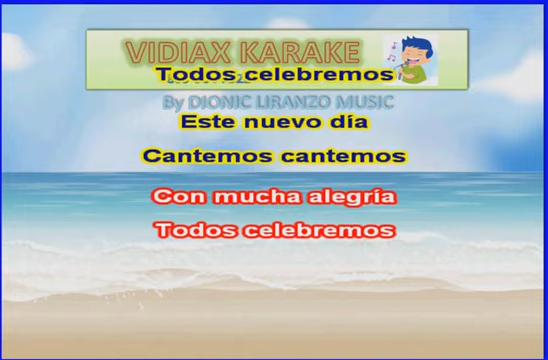 VIDIAX KARAKE
Todos celebremos
By DIONIC LIRANZO MUSIC
Este nuevo día
Cantemos cantemos
Con mucha alegría
Todos celebremos